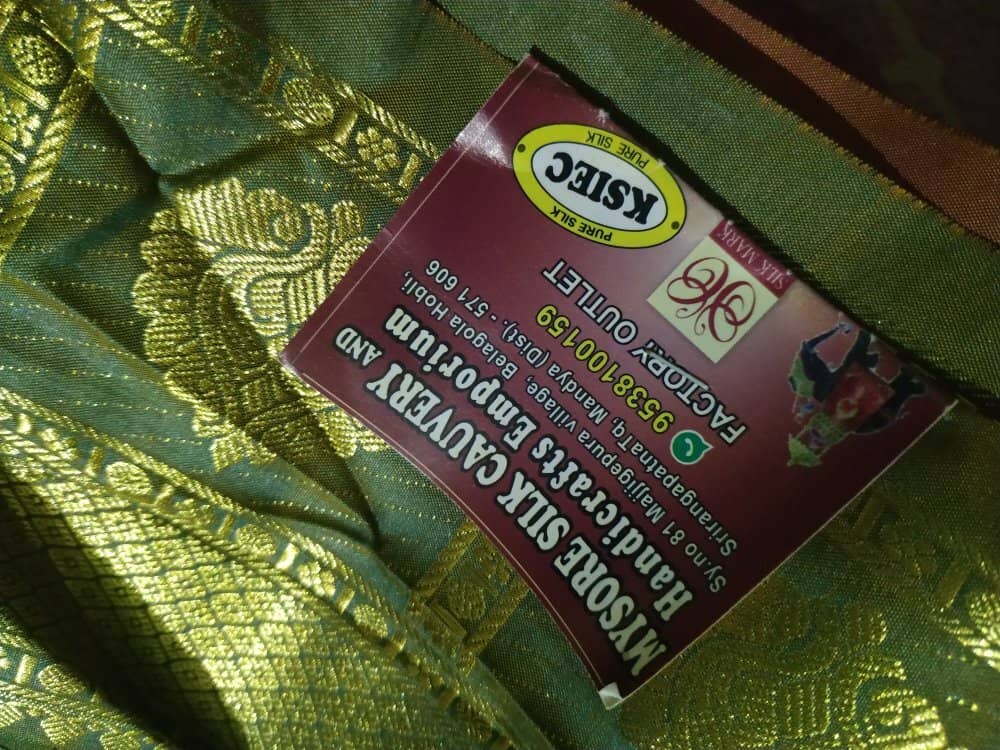 PURE SILK
KSIEC
PURE SILK
SILK MARK
FACTORY OUTLET
9538100159
MYSORE SILK CAUVERY AND
Handicrafts Emporium
Sy.no 81 Majjigepura village, Belagola Hobli,
SrirangapatnaTq, Mandya (Dist). - 571 606